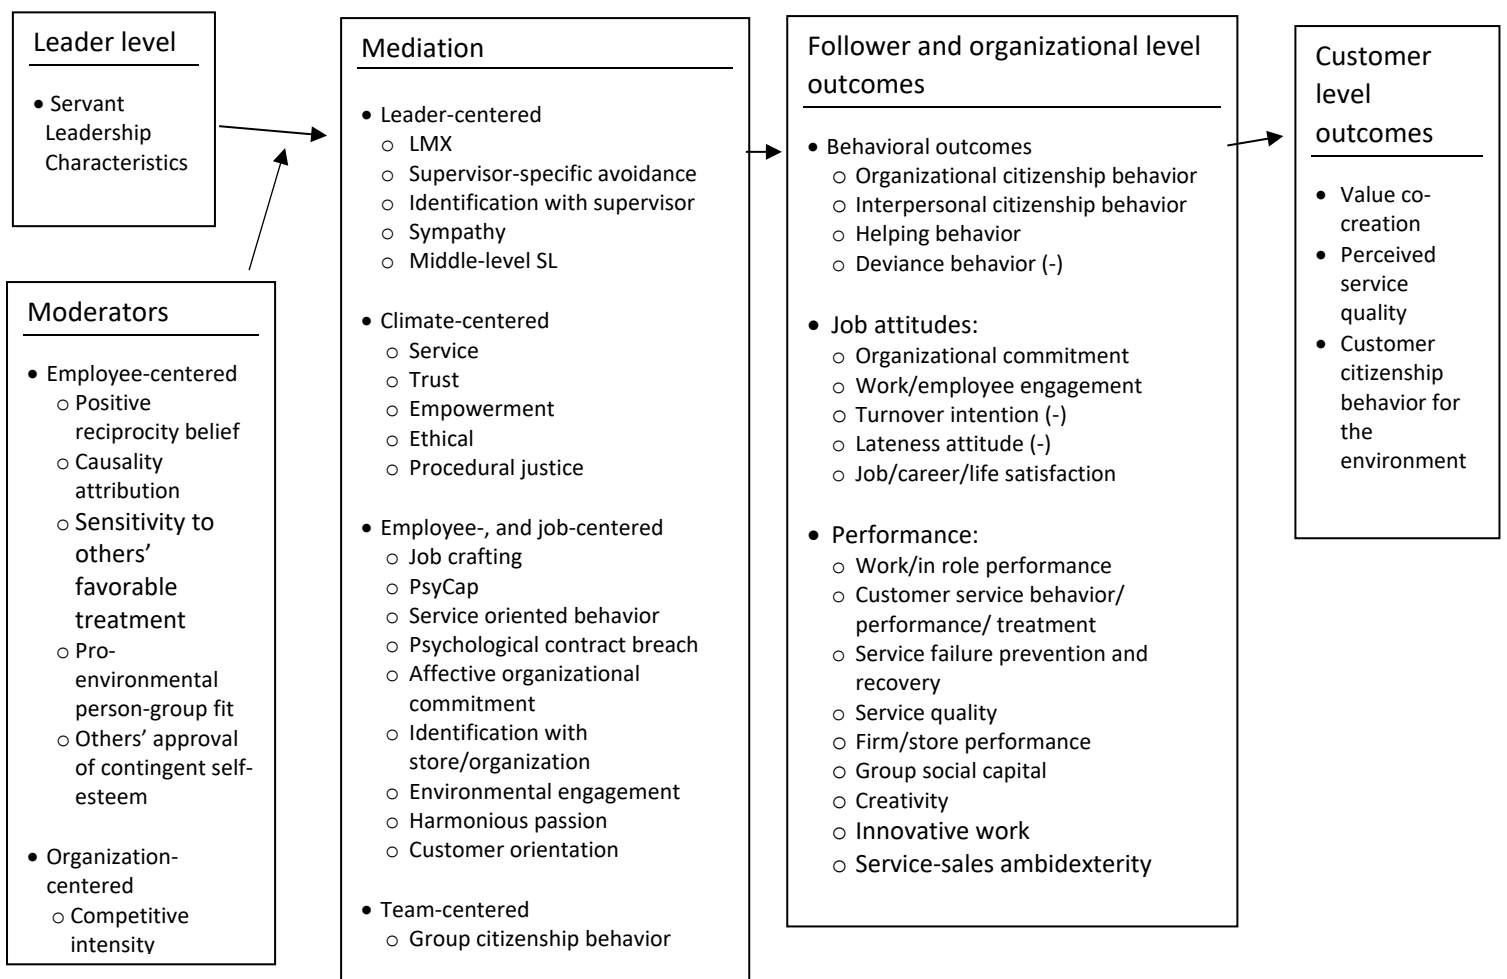 Leader level
• Servant
Leadership
Characteristics
Moderators
• Employee-centered
o Positive
reciprocity belief
o Causality
attribution
o Sensitivity to
others’
favorable
treatment
o Pro-
environmental
person-group fit
o Others’ approval
of contingent self-
esteem
• Organization-
centered
o Competitive
intensity
Mediation
• Leader-centered
o LMX
o Supervisor-specific avoidance
o Identification with supervisor
o Sympathy
o Middle-level SL
• Climate-centered
o Service
o Trust
o Empowerment
o Ethical
o Procedural justice
• Employee-, and job-centered
o Job crafting
o PsyCap
o Service oriented behavior
o Psychological contract breach
o Affective organizational
commitment
o Identification with
store/organization
o Environmental engagement
o Harmonious passion
o Customer orientation
• Team-centered
o Group citizenship behavior
Follower and organizational level
outcomes
• Behavioral outcomes
o Organizational citizenship behavior
o Interpersonal citizenship behavior
o Helping behavior
o Deviance behavior (-)
• Job attitudes:
o Organizational commitment
o Work/employee engagement
o Turnover intention (-)
o Lateness attitude (-)
o Job/career/life satisfaction
• Performance:
o Work/in role performance
o Customer service behavior/
performance/ treatment
o Service failure prevention and
recovery
o Service quality
o Firm/store performance
o Group social capital
o Creativity
o Innovative work
o Service-sales ambidexterity
Customer
level
outcomes
• Value co-
creation
• Perceived
service
quality
• Customer
citizenship
behavior for
the
environment